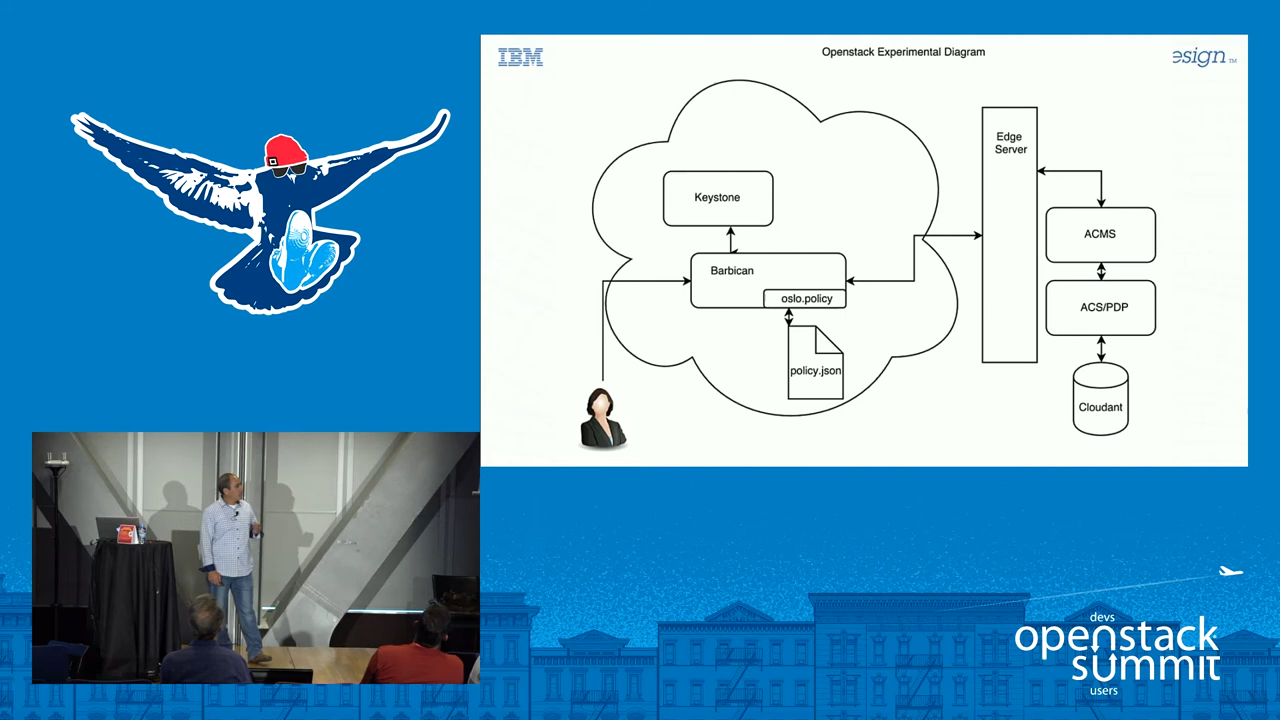 IBM
Openstack Experimental Diagram
esign TM
Keystone
Barbican
oslo.policy
policy.json
Edge
Server
ACMS
ACS/PDP
Cloudant
devs
openstack
summit
users